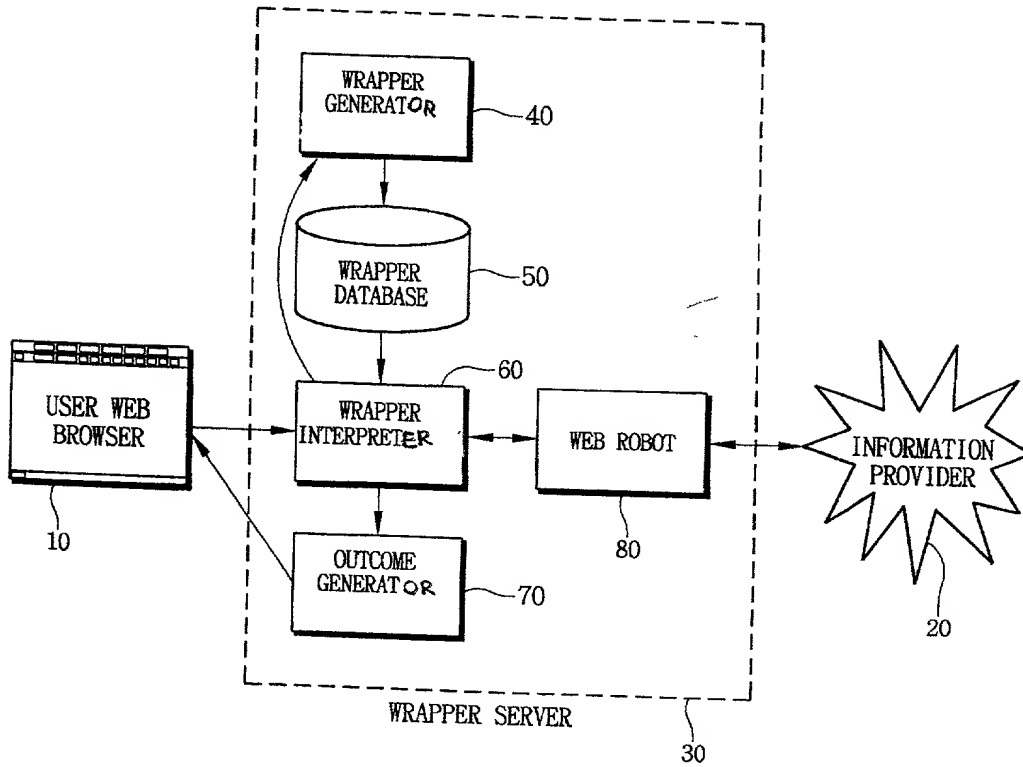 WRAPPER
GENERATOR
40
WRAPPER
DATABASE
50
60
USER WEB
BROWSER
10
WRAPPER
INTERPRETER
WEB ROBOT
80
INFORMATION
PROVIDER
20
OUTCOME
GENERATOR
70
WRAPPER SERVER
30